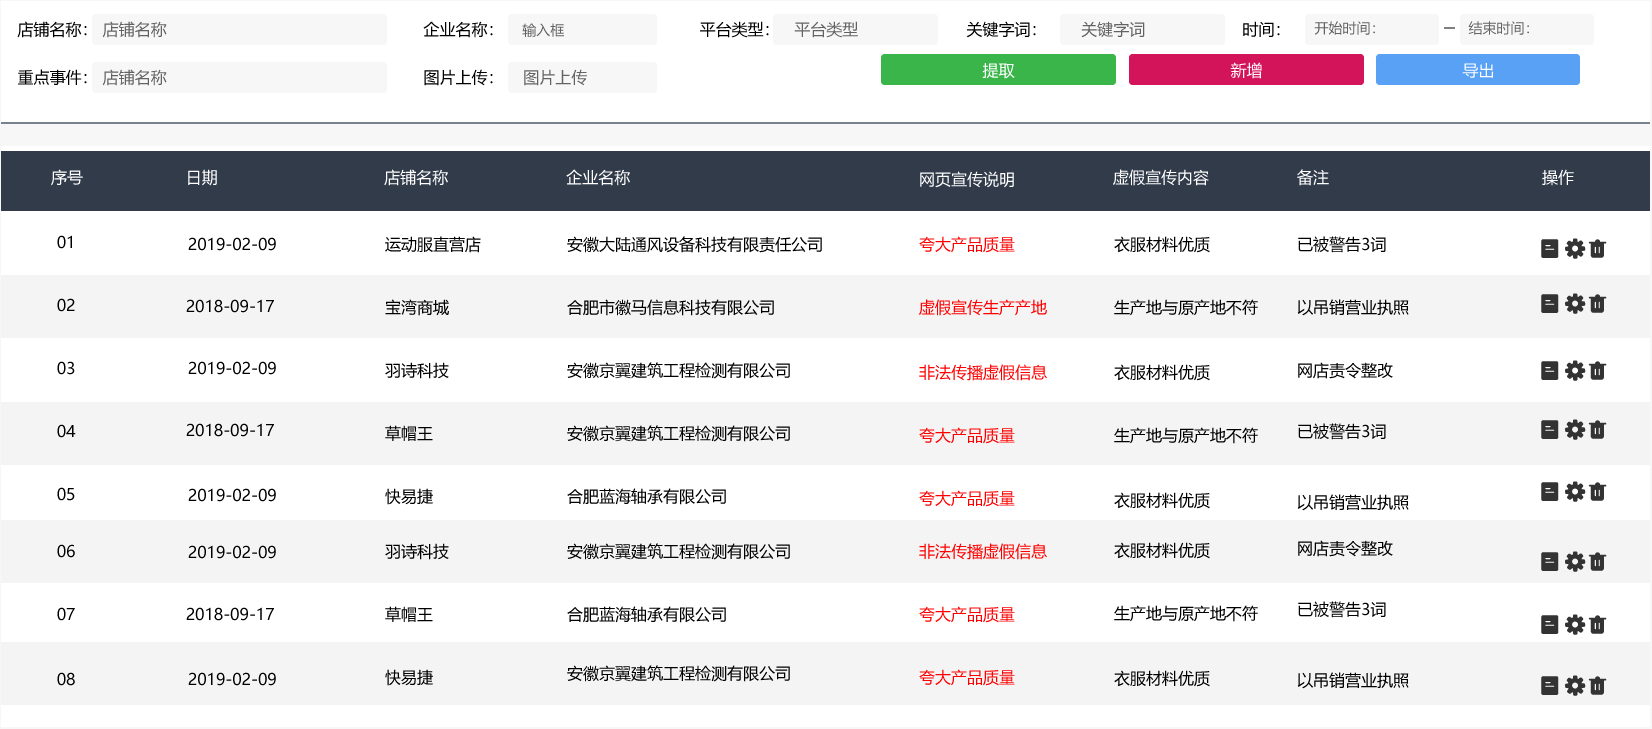 店铺名称： 店铺名称 企业名称： 输入框 平台类型： 平台类型 关键字词： 关键字词 时间： 开始时间： — 结束时间：
重点事件： 店铺名称 图片上传： 图片上传 提取 新增 导出
序号 日期 店铺名称 企业名称 网页宣传说明 虚假宣传内容 备注 操作
01 2019-02-09 运动服直营店 安徽大陆通风设备科技有限责任公司 夸大产品质量 衣服材料优质 已被警告3词
02 2018-09-17 宝湾商城 合肥市徽马信息科技有限公司 虚假宣传生产产地 生产地与原产地不符 以吊销营业执照
03 2019-02-09 羽诗科技 安徽京翼建筑工程检测有限公司 非法传播虚假信息 衣服材料优质 网店责令整改
04 2018-09-17 草帽王 安徽京翼建筑工程检测有限公司 夸大产品质量 生产地与原产地不符 已被警告3词
05 2019-02-09 快易捷 合肥蓝海轴承有限公司 夸大产品质量 衣服材料优质 以吊销营业执照
06 2019-02-09 羽诗科技 安徽京翼建筑工程检测有限公司 非法传播虚假信息 衣服材料优质 网店责令整改
07 2018-09-17 草帽王 合肥蓝海轴承有限公司 夸大产品质量 生产地与原产地不符 已被警告3词
08 2019-02-09 快易捷 安徽京翼建筑工程检测有限公司 夸大产品质量 衣服材料优质 以吊销营业执照